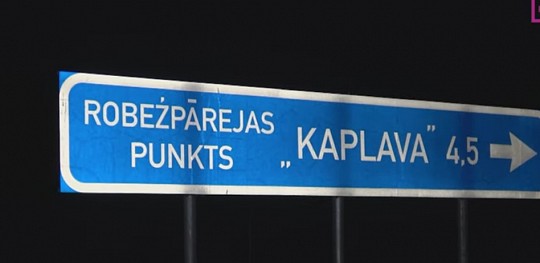 ROBEŽPĀREJAS
PUNKTS „KAPLAVA” 4,5